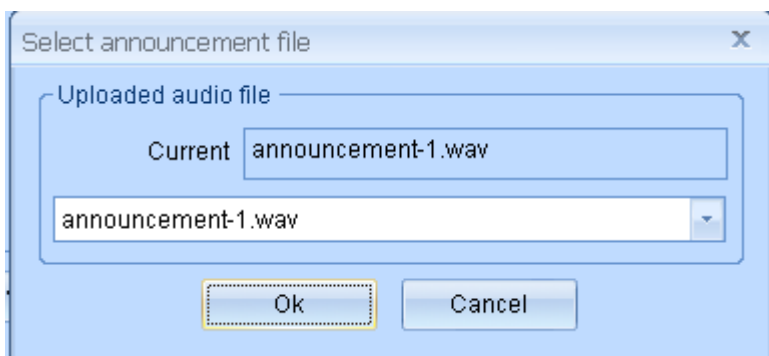 Select announcement file
Uploaded audio file
Current announcement-1.wav
announcement-1.wav
Ok Cancel